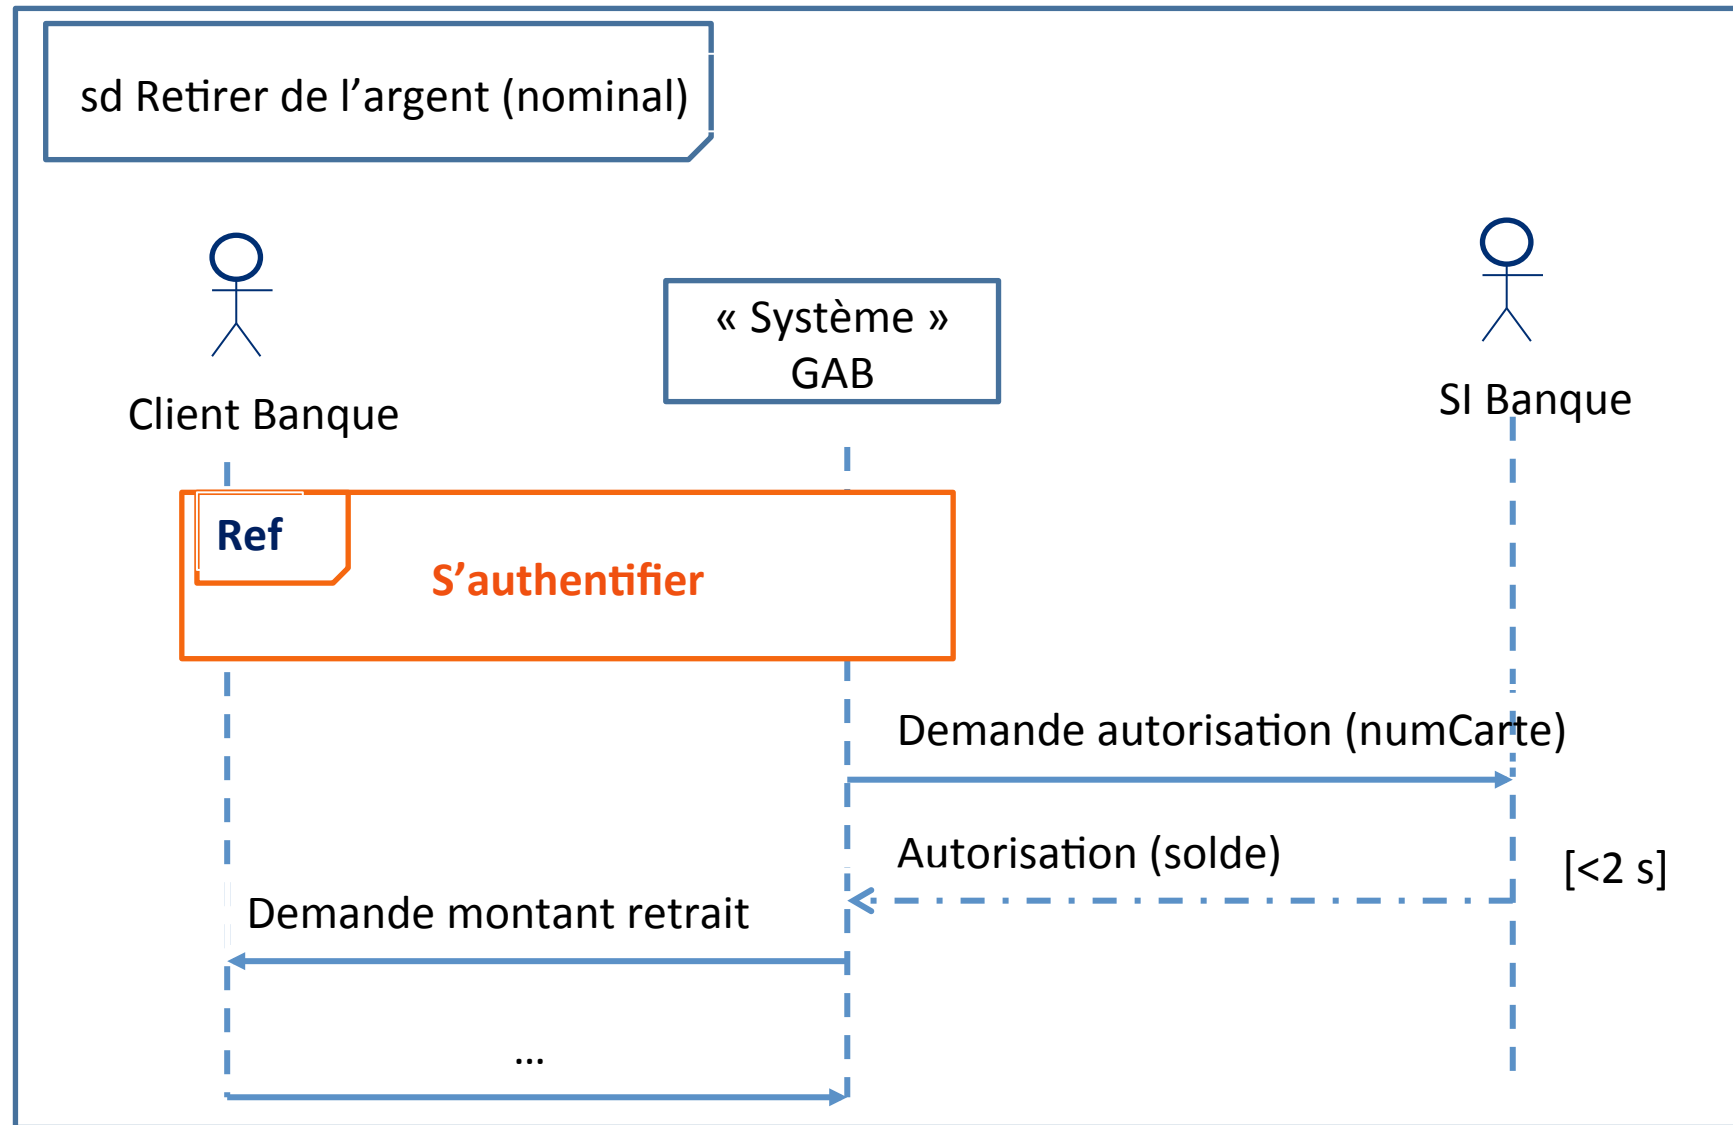 sd Retirer de l’argent (nominal)
« Système »
GAB
Client Banque
SI Banque
Ref
S’authentifier
Demande autorisation (numCarte)
Autorisation (solde)
[<2 s]
Demande montant retrait
...